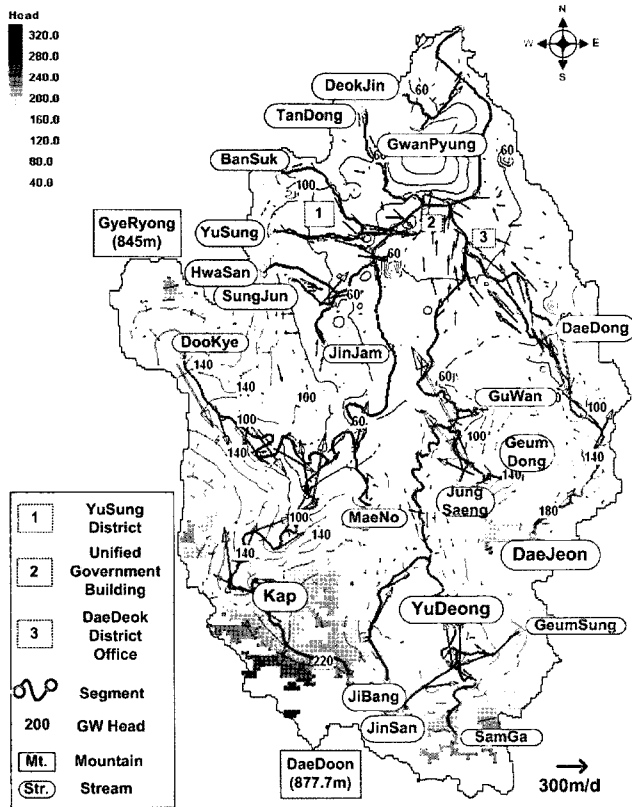 Head
320.0
280.0
240.0
200.0
160.0
120.0
80.0
40.0
N
W E
S
DeokJin
60
TanDong
GwanPyung
60
60
BanSuk
100
1
2
3
GyeRyong
(845m)
YuSung
HwaSan
60
SungJun
60
DaeDong
DooKye
JinJam
140
140
160
60
GuWan
100
100
60
100
Geum
Dong
140
140
140
Jung
Saeng
180
100
MaeNo
140
140
DaeJeon
Kap
YuDeong
GeumSung
220
JiBang
JinSan
SamGa
DaeDoon
(877.7m)
300m/d
1 YuSung
District
2 Unified
Government
Building
3 DaeDeok
District
Office
Segment
200 GW Head
Mt. Mountain
Str. Stream